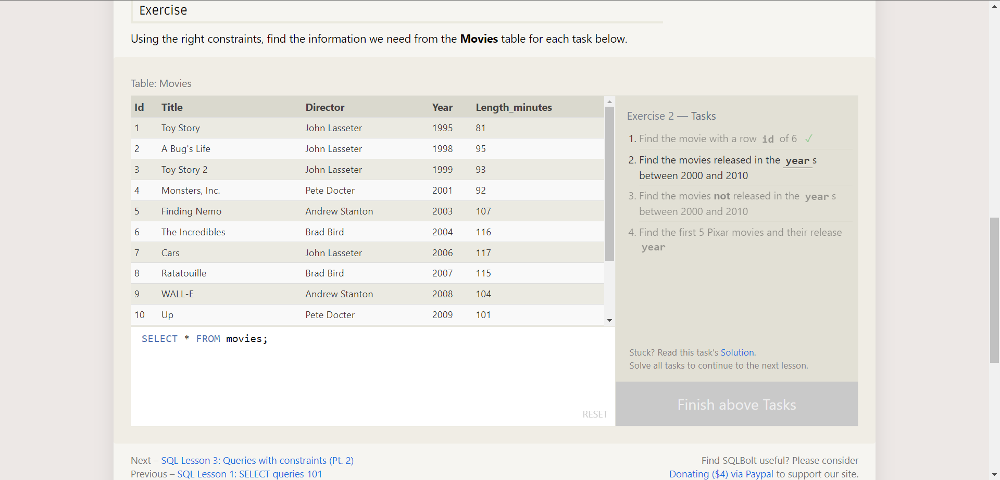 Exercise
Using the right constraints, find the information we need from the Movies table for each task below.
Table: Movies
Id Title Director Year Length_minutes
1 Toy Story John Lasseter 1995 81
2 A Bug's Life John Lasseter 1998 95
3 Toy Story 2 John Lasseter 1999 93
4 Monsters, Inc. Pete Docter 2001 92
5 Finding Nemo Andrew Stanton 2003 107
6 The Incredibles Brad Bird 2004 116
7 Cars John Lasseter 2006 117
8 Ratatouille Brad Bird 2007 115
9 WALL-E Andrew Stanton 2008 104
10 Up Pete Docter 2009 101
SELECT * FROM movies;
RESET
Exercise 2 — Tasks
1. Find the movie with a row id of 6 ✓
2. Find the movies released in the year s
between 2000 and 2010
3. Find the movies not released in the year s
between 2000 and 2010
4. Find the first 5 Pixar movies and their release
year
Stuck? Read this task's Solution.
Solve all tasks to continue to the next lesson.
Finish above Tasks
Next – SQL Lesson 3: Queries with constraints (Pt. 2)
Previous – SQL Lesson 1: SELECT queries 101
Find SQLBolt useful? Please consider
Donating ($4) via Paypal to support our site.